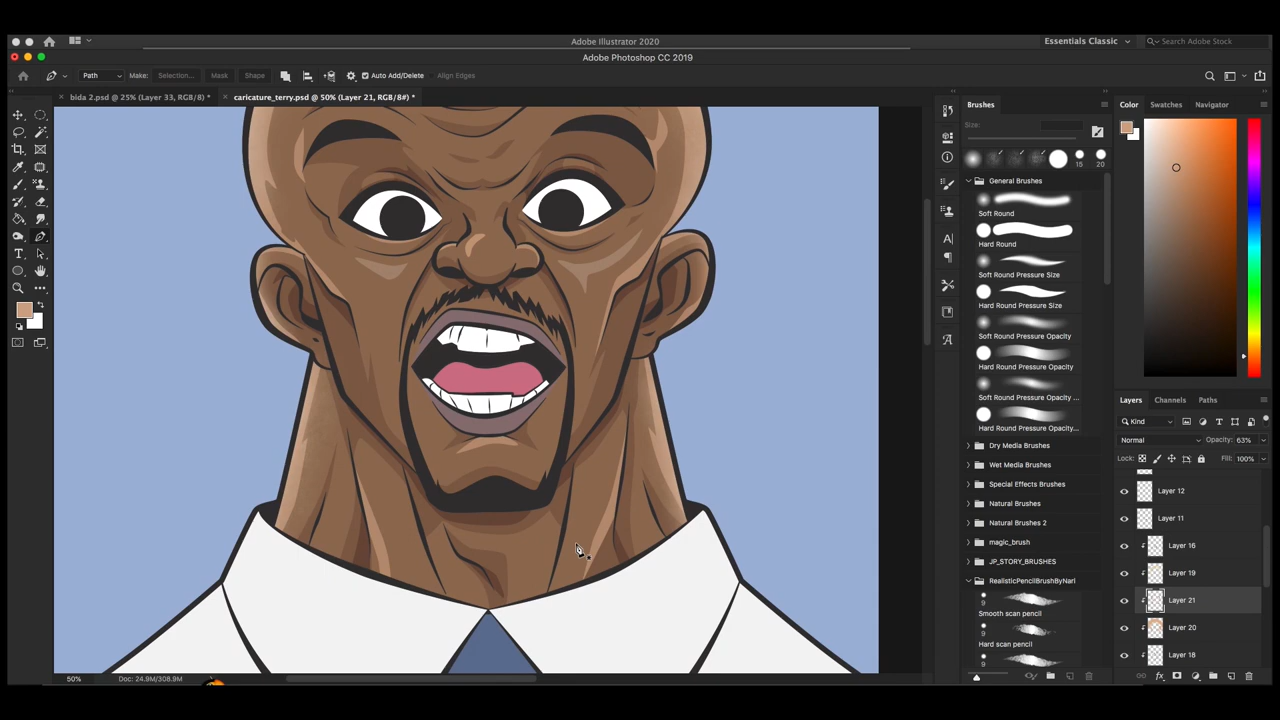 Adobe Illustrator 2020
Essentials Classic
Search Adobe Stock
Adobe Photoshop CC 2019
Path Make: Selection... Mask Shape Auto Add/Delete Align Edges
bida 2.psd @ 25% (Layer 33, RGB/8) *
caricature_terry.psd @ 50% (Layer 21, RGB/8#) *
Brushes
Size:
15
20
General Brushes
Soft Round
Hard Round
Soft Round Pressure Size
Hard Round Pressure Size
Soft Round Pressure Opacity
Hard Round Pressure Opacity
Soft Round Pressure Opacity ...
Hard Round Pressure Opacity...
Dry Media Brushes
Wet Media Brushes
Special Effects Brushes
Natural Brushes
Natural Brushes 2
magic_brush
JP_STORY_BRUSHES
RealisticPencilBrushByNarl
9
Smooth scan pencil
9
Hard scan pencil
9
Color Swatches Navigator
Layers Channels Paths
Kind
Normal Opacity: 63%
Lock: Fill: 100%
Layer 12
Layer 11
Layer 16
Layer 19
Layer 21
Layer 20
Layer 18
50% Doc: 24.9M/308.9M